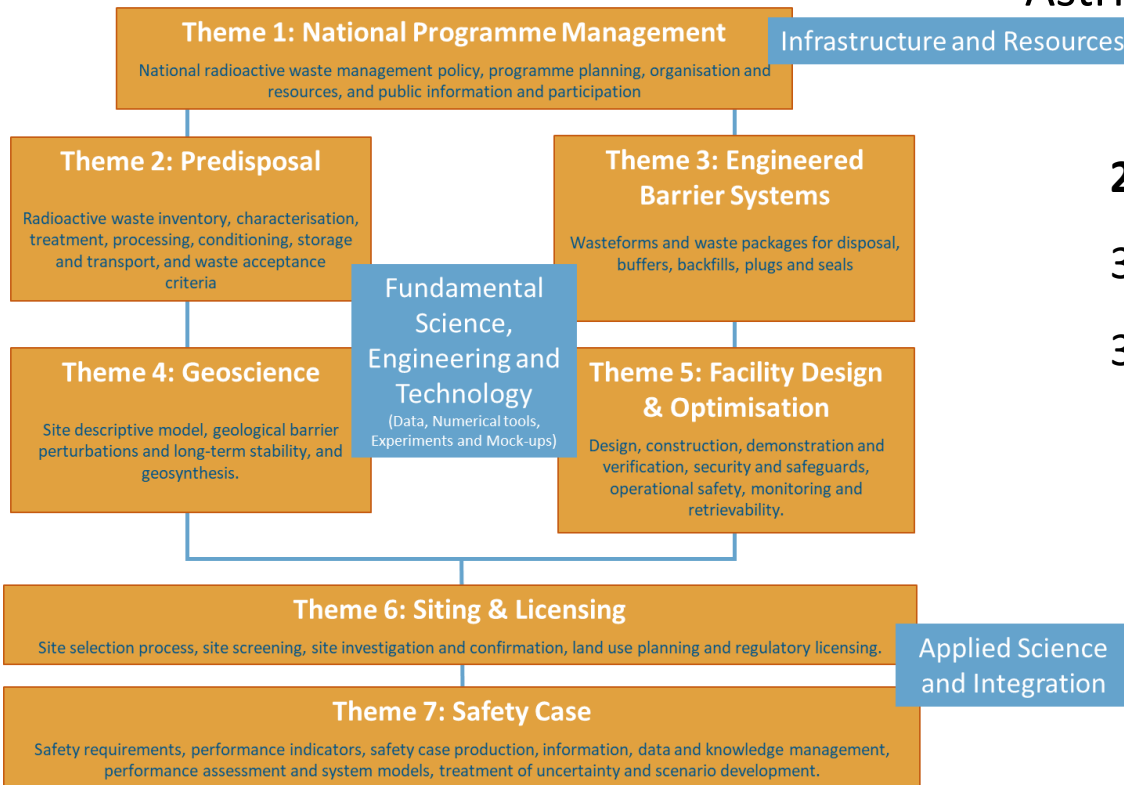 Theme 1: National Programme Management
National radioactive waste management policy, programme planning, organisation and
resources, and public information and participation
Infrastructure and Resources
Theme 2: Predisposal
Radioactive waste inventory, characterisation,
treatment, processing, conditioning, storage
and transport, and waste acceptance
criteria
Theme 3: Engineered
Barrier Systems
Wasteforms and waste packages for disposal,
buffers, backfills, plugs and seals
Fundamental
Science,
Engineering and
Technology
(Data, Numerical tools,
Experiments and Mock-ups)
Theme 4: Geoscience
Site descriptive model, geological barrier
perturbations and long-term stability, and
geosynthesis.
Theme 5: Facility Design
& Optimisation
Design, construction, demonstration and
verification, security and safeguards,
operational safety, monitoring and
retrievability.
2
3
3
Theme 6: Siting & Licensing
Site selection process, site screening, site investigation and confirmation, land use planning and regulatory licensing.
Applied Science
and Integration
Theme 7: Safety Case
Safety requirements, performance indicators, safety case production, information, data and knowledge management,
performance assessment and system models, treatment of uncertainty and scenario development.